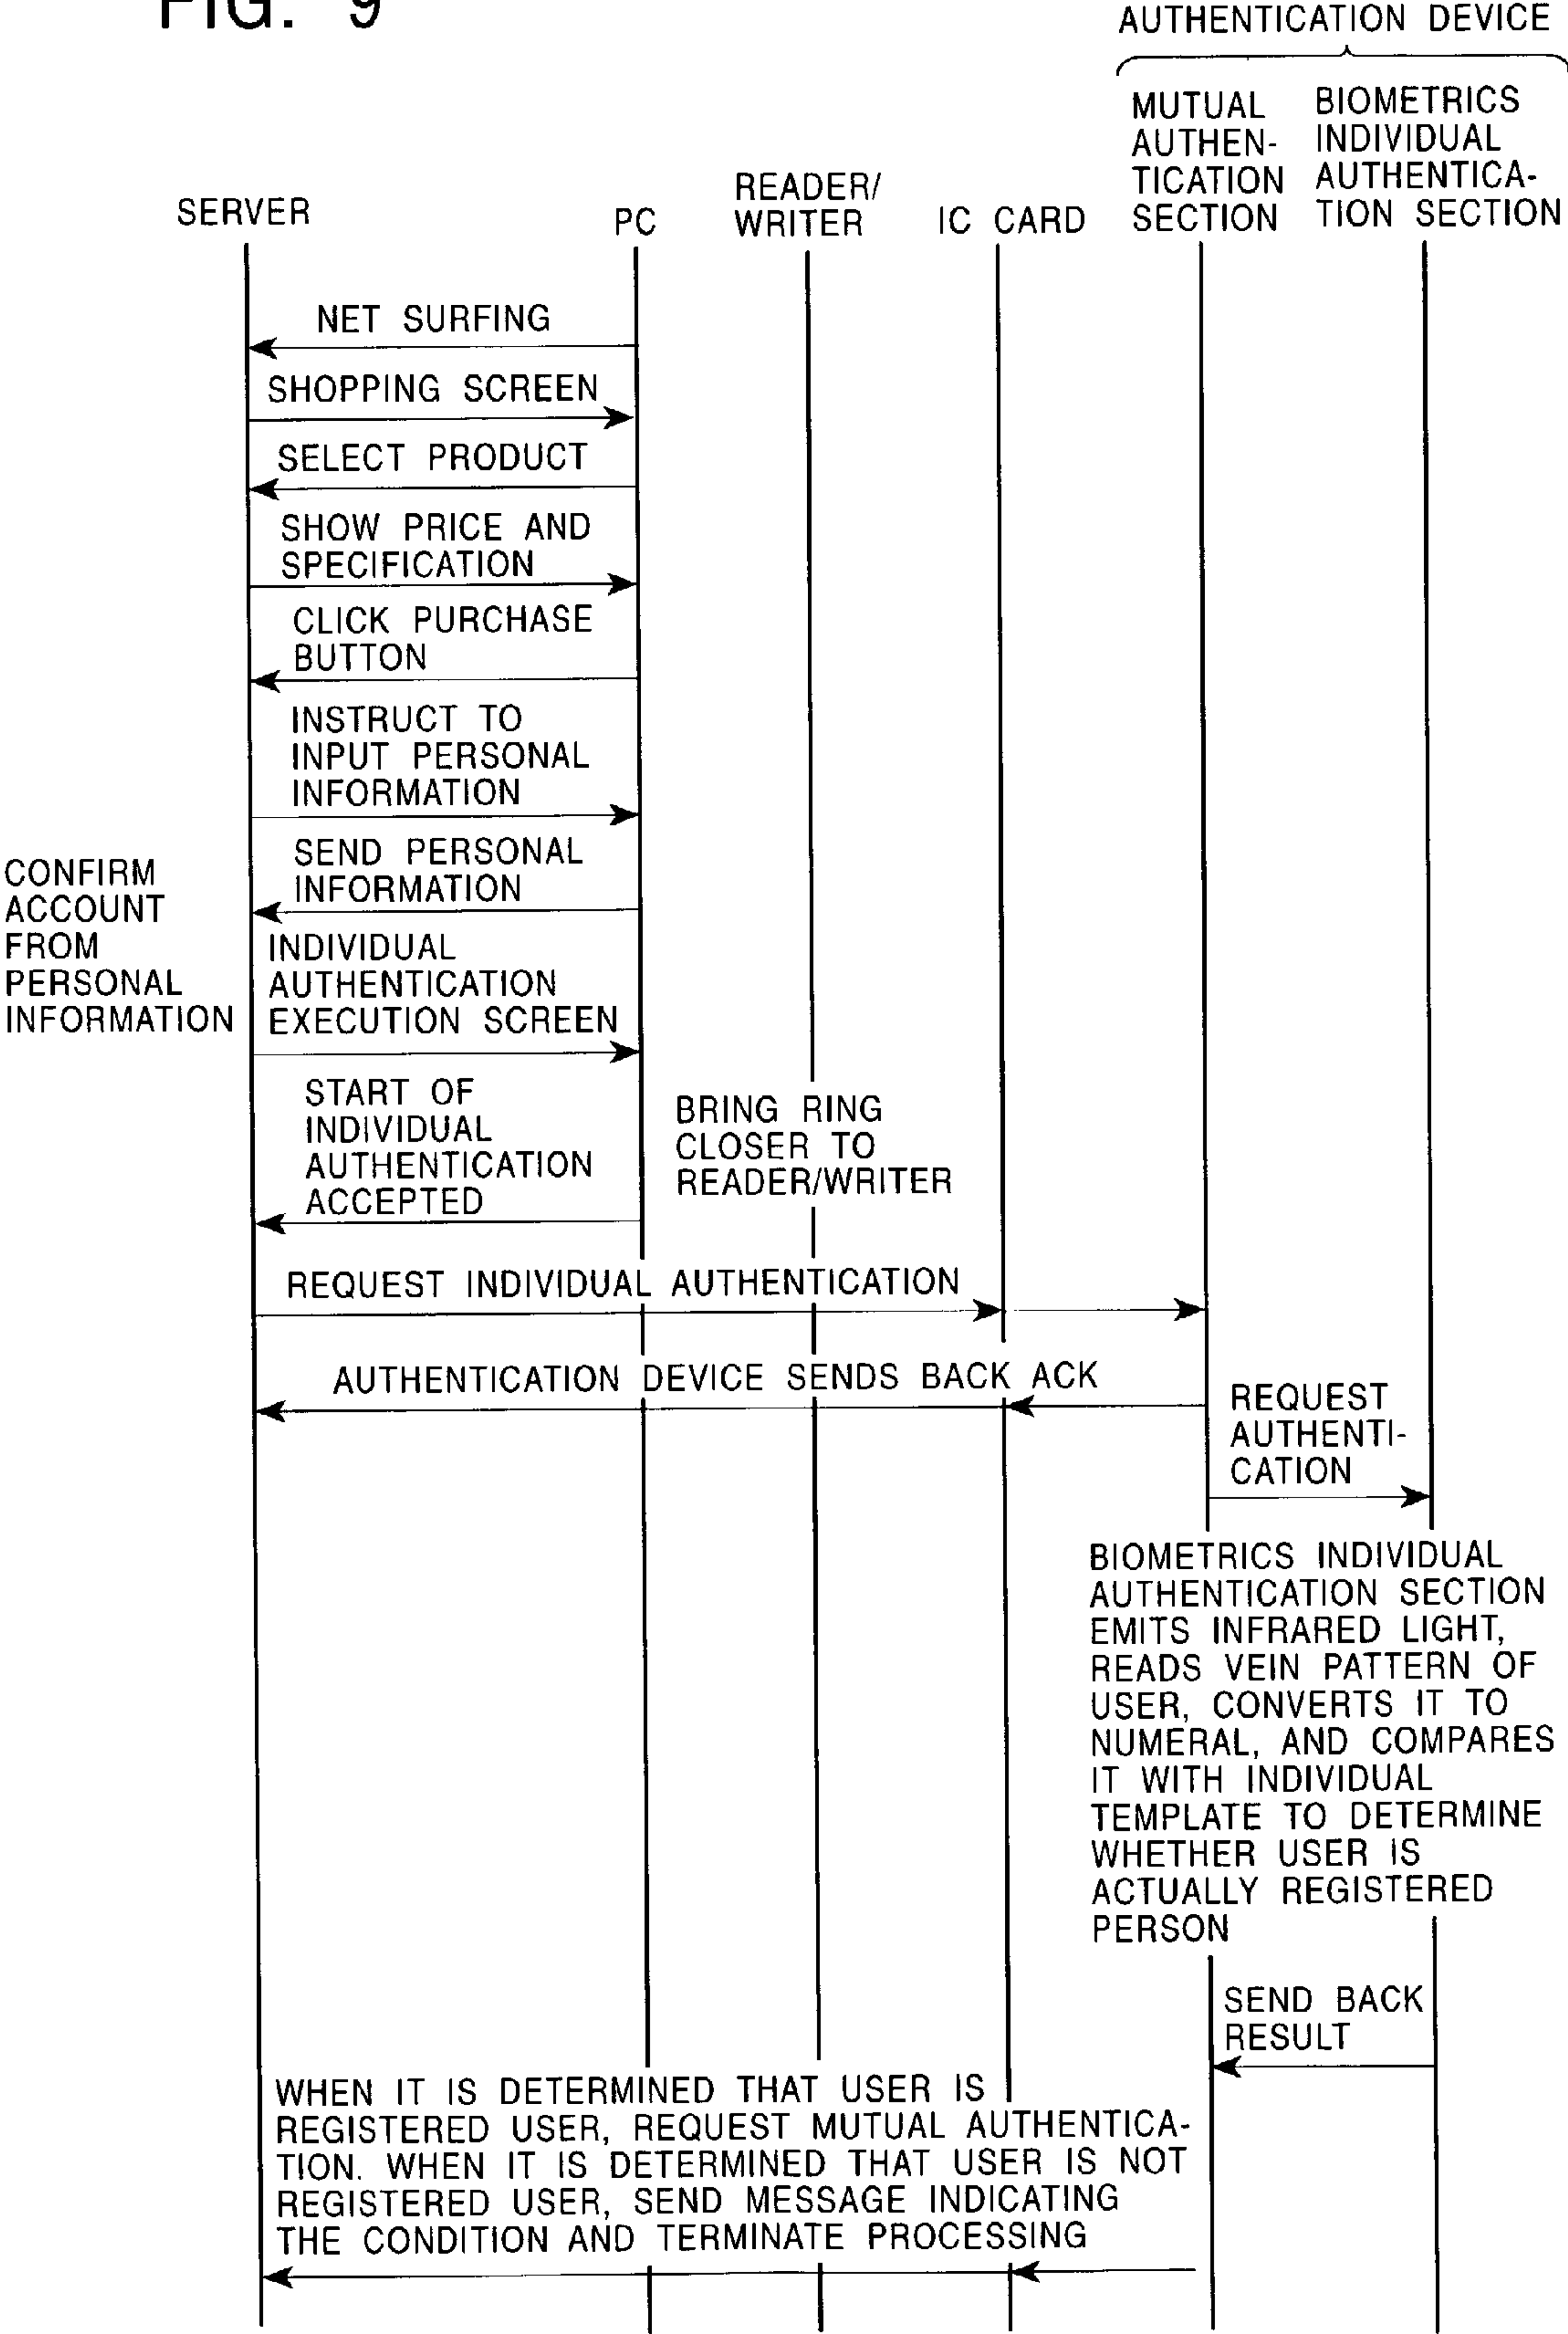 FIG. 9
AUTHENTICATION DEVICE
MUTUAL
AUTHEN-
TICATION
SECTION
BIOMETRICS
INDIVIDUAL
AUTHENTICA-
TION SECTION
SERVER
PC
READER/
WRITER
IC CARD
NET SURFING
SHOPPING SCREEN
SELECT PRODUCT
SHOW PRICE AND
SPECIFICATION
CLICK PURCHASE
BUTTON
INSTRUCT TO
INPUT PERSONAL
INFORMATION
SEND PERSONAL
INFORMATION
CONFIRM
ACCOUNT
FROM
PERSONAL
INFORMATION
INDIVIDUAL
AUTHENTICATION
EXECUTION SCREEN
START OF
INDIVIDUAL
AUTHENTICATION
ACCEPTED
BRING RING
CLOSER TO
READER/WRITER
REQUEST INDIVIDUAL AUTHENTICATION
AUTHENTICATION DEVICE SENDS BACK ACK
REQUEST
AUTHENTI-
CATION
BIOMETRICS INDIVIDUAL
AUTHENTICATION SECTION
EMITS INFRARED LIGHT,
READS VEIN PATTERN OF
USER, CONVERTS IT TO
NUMERAL, AND COMPARES
IT WITH INDIVIDUAL
TEMPLATE TO DETERMINE
WHETHER USER IS
ACTUALLY REGISTERED
PERSON
SEND BACK
RESULT
WHEN IT IS DETERMINED THAT USER IS
REGISTERED USER, REQUEST MUTUAL AUTHENTICA-
TION. WHEN IT IS DETERMINED THAT USER IS NOT
REGISTERED USER, SEND MESSAGE INDICATING
THE CONDITION AND TERMINATE PROCESSING